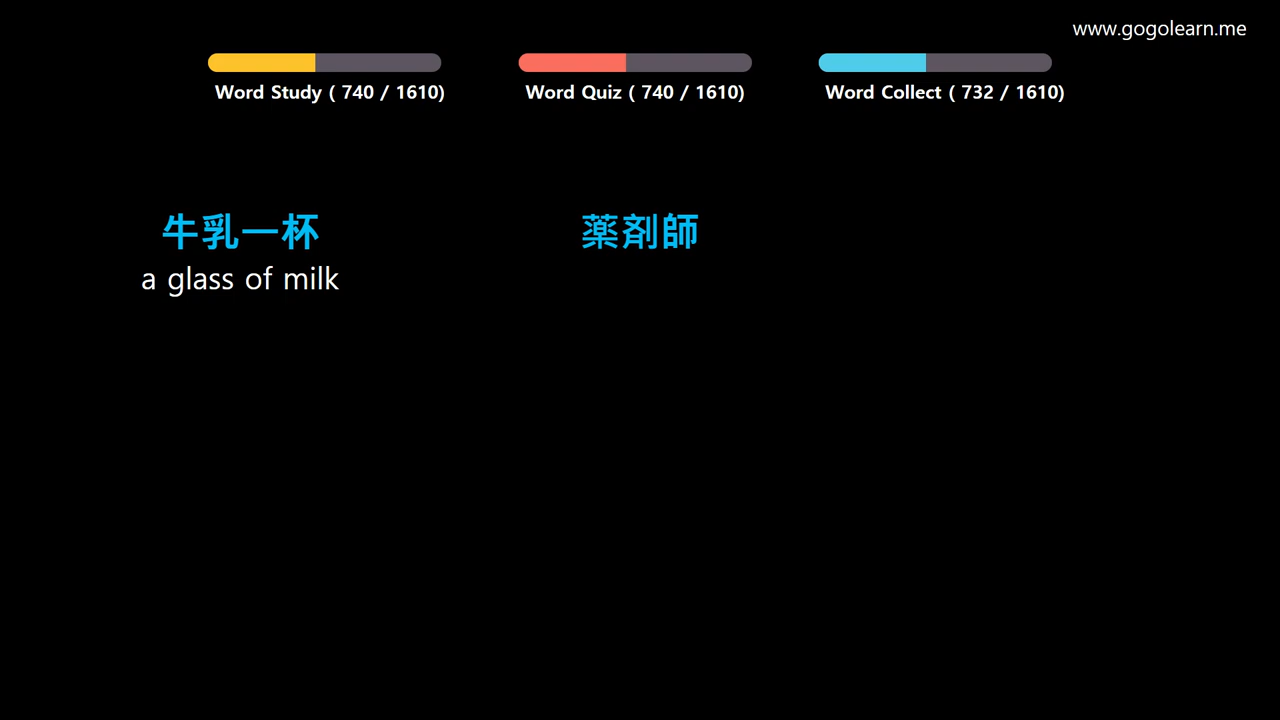 www.gogolearn.me
Word Study ( 740 / 1610)
Word Quiz ( 740 / 1610)
Word Collect ( 732 / 1610)
牛乳一杯
a glass of milk
薬剤師